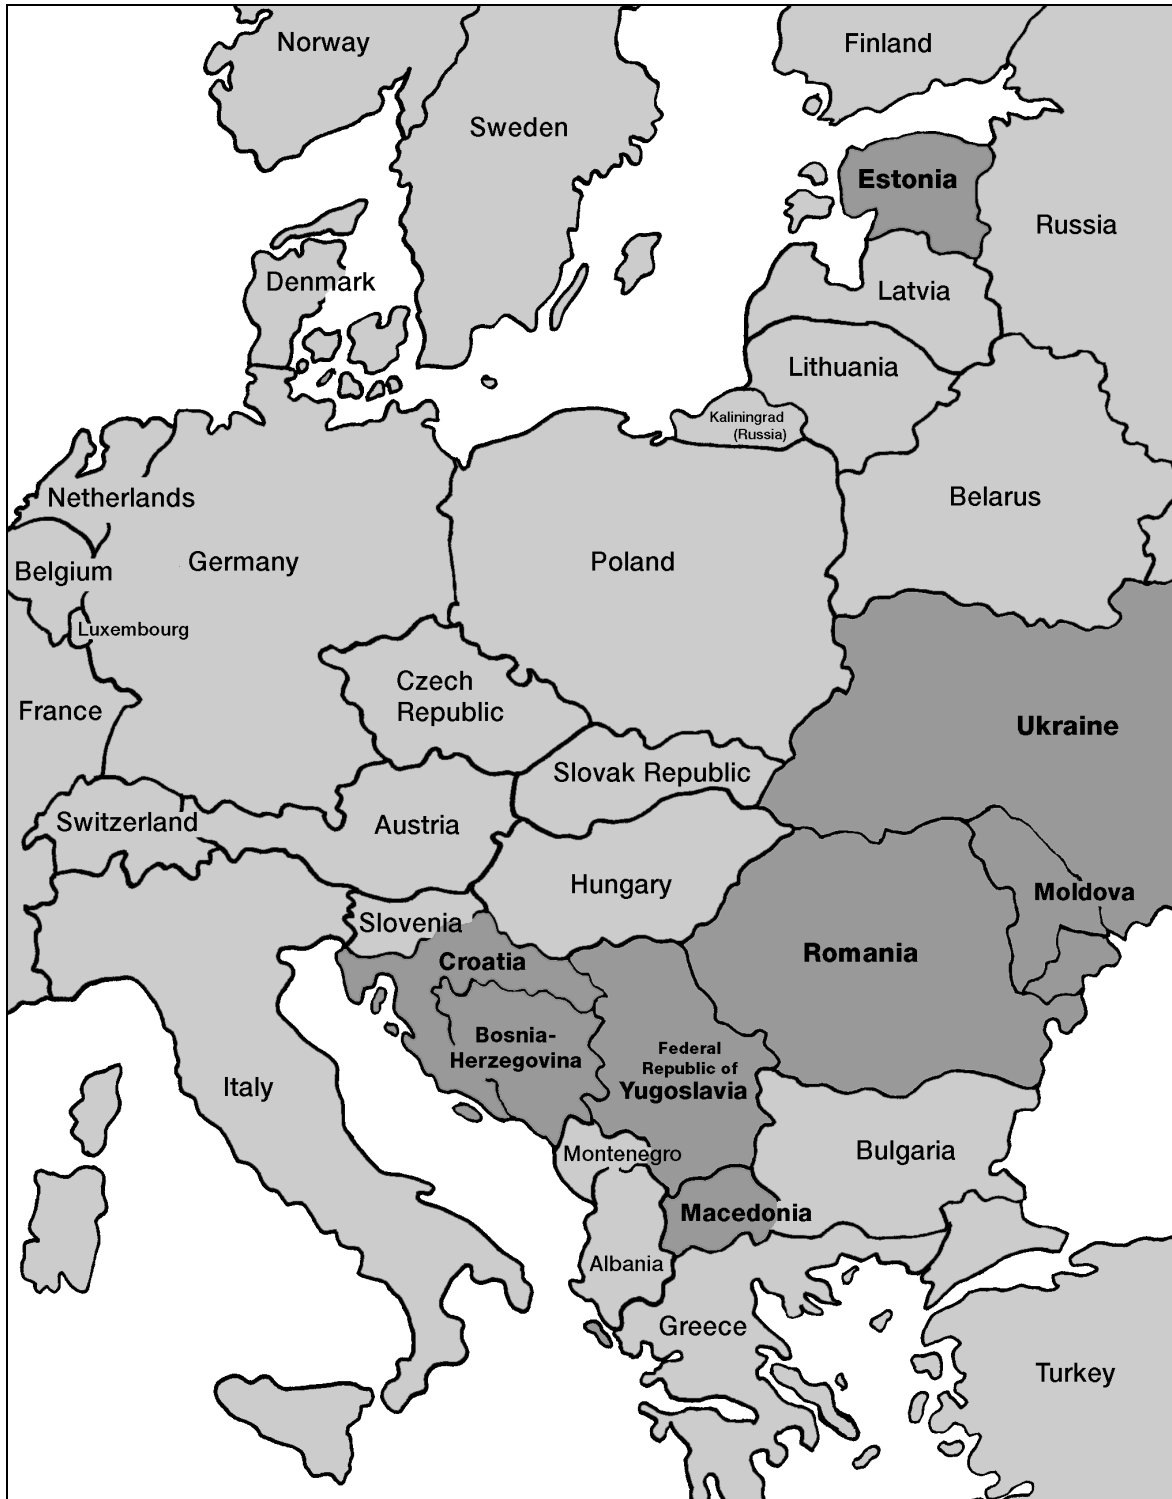 Norway
Finland
Sweden
Estonia
Russia
Denmark
Latvia
Lithuania
Kaliningrad
(Russia)
Netherlands
Belarus
Germany
Poland
Belgium
Luxembourg
Czech
Republic
France
Ukraine
Slovak Republic
Switzerland
Austria
Hungary
Moldova
Slovenia
Croatia
Romania
Bosnia-
Herzegovina
Federal
Republic of
Yugoslavia
Italy
Montenegro
Bulgaria
Macedonia
Albania
Greece
Turkey